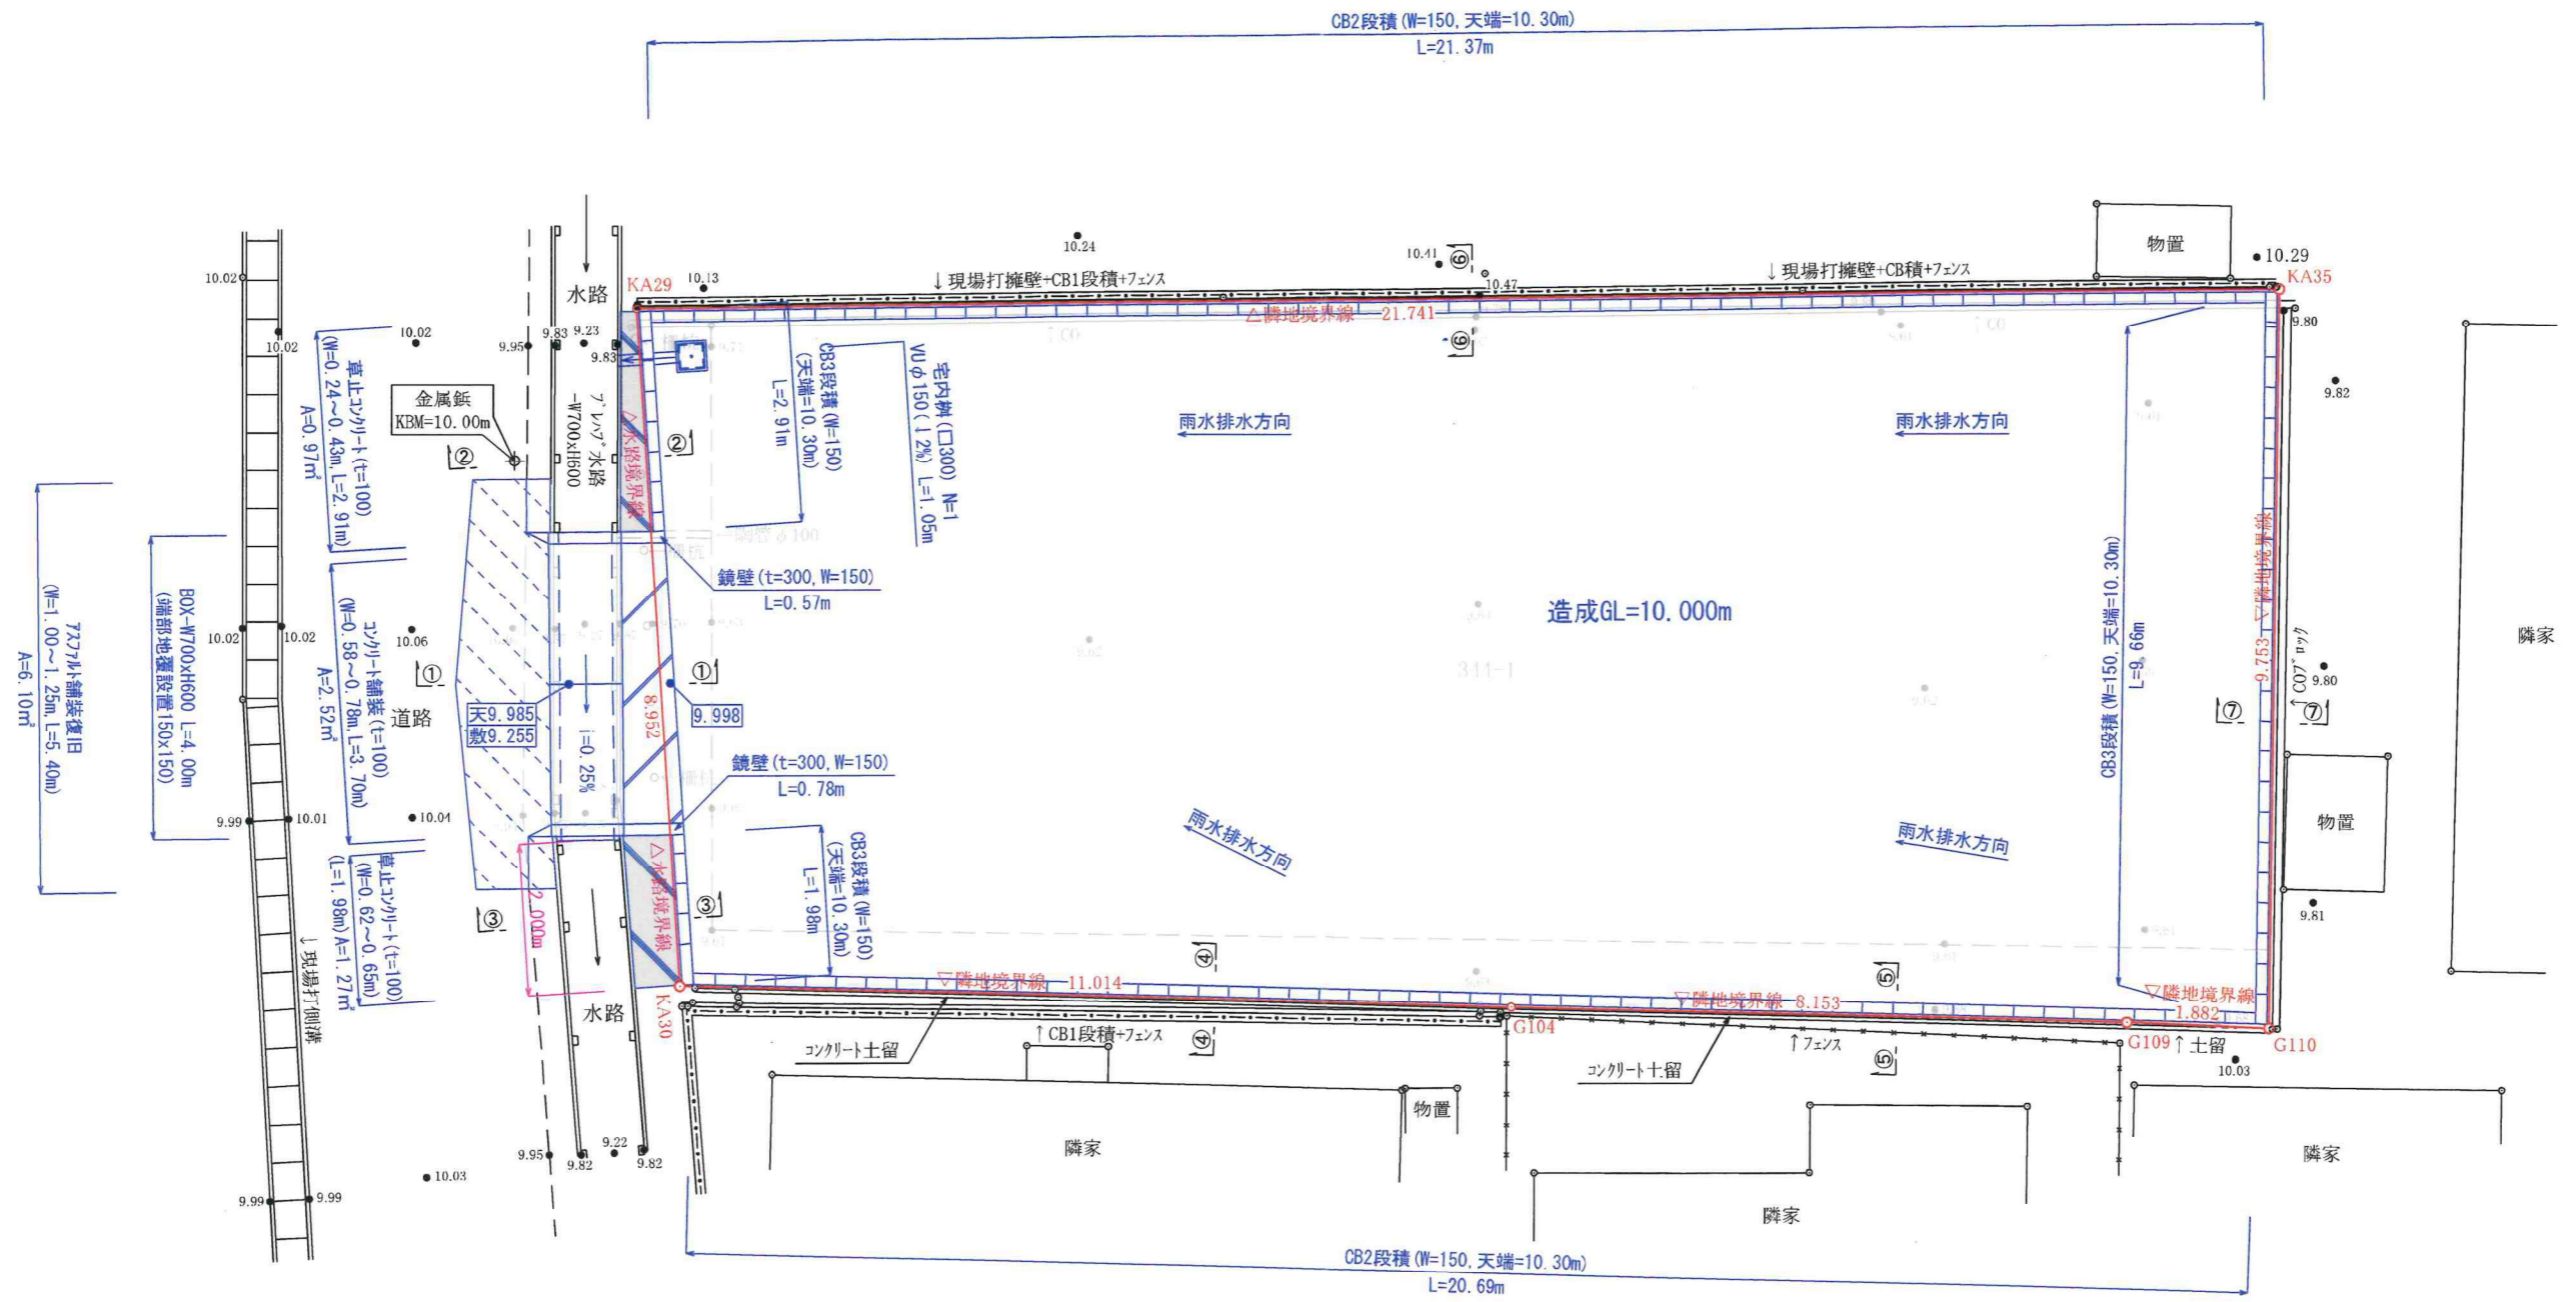 CB2段積(W=150,天端=10.30m)
L=21.37m
10.24
10.41
⑥
物置
10.29
10.02
水路
KA29
10.13
↓現場打擁壁+CB1段積+フェンス
10.47
↓現場打擁壁+CB積+フェンス
KA35
△隣地境界線 21.741
↑CO
↑CO
9.80
⑥
10.02
10.02
9.95
9.83
9.23
9.83
草止コンクリート(t=100)
(W=0.24～0.43m,L=2.91m)
A=0.97㎡
金属鋲
KBM=10.00m
プレハブ水路
-W700xH600
△水路境界線
②
②
CB3段積(W=150)
(天端=10.30m)
L=2.91m
宅内桝(□300) N=1
VUφ150(↓2%) L=1.05m
雨水排水方向
雨水排水方向
9.82
△隣地境界線
9.753
CB3段積(W=150,天端=10.30m)
L=9.66m
鏡壁(t=300,W=150)
L=0.57m
造成GL=10.000m
9.62
344-1
↑COブロック
隣家
9.80
⑦
⑦
アスファルト舗装復旧
(W=1.00～1.25m,L=5.40m)
A=6.10㎡
BOX-W700xH600 L=4.00m
(端部地覆設置150x150)
コンクリート舗装(t=100)
(W=0.58～0.78m,L=3.70m)
A=2.52㎡
10.02
10.02
10.06
①
①
道路
天9.985
敷9.255
i=0.25%
8.952
9.998
鏡壁(t=300,W=150)
L=0.78m
9.99
10.01
10.04
雨水排水方向
雨水排水方向
物置
9.81
草止コンクリート(t=100)
(W=0.62～0.65m)
(L=1.98m) A=1.27㎡
③
③
2.000m
△水路境界線
CB3段積(W=150)
(天端=10.30m)
L=1.98m
↓現場打側溝
④
⑤
▽隣地境界線 11.014
▽隣地境界線 8.153
▽隣地境界線
1.882
水路
KA30
コンクリート土留
↑CB1段積+フェンス
④
G104
コンクリート土留
↑フェンス
⑤
G109
↑土留
G110
10.03
物置
隣家
隣家
隣家
9.95
9.82
9.22
9.82
10.03
9.99
9.99
CB2段積(W=150,天端=10.30m)
L=20.69m